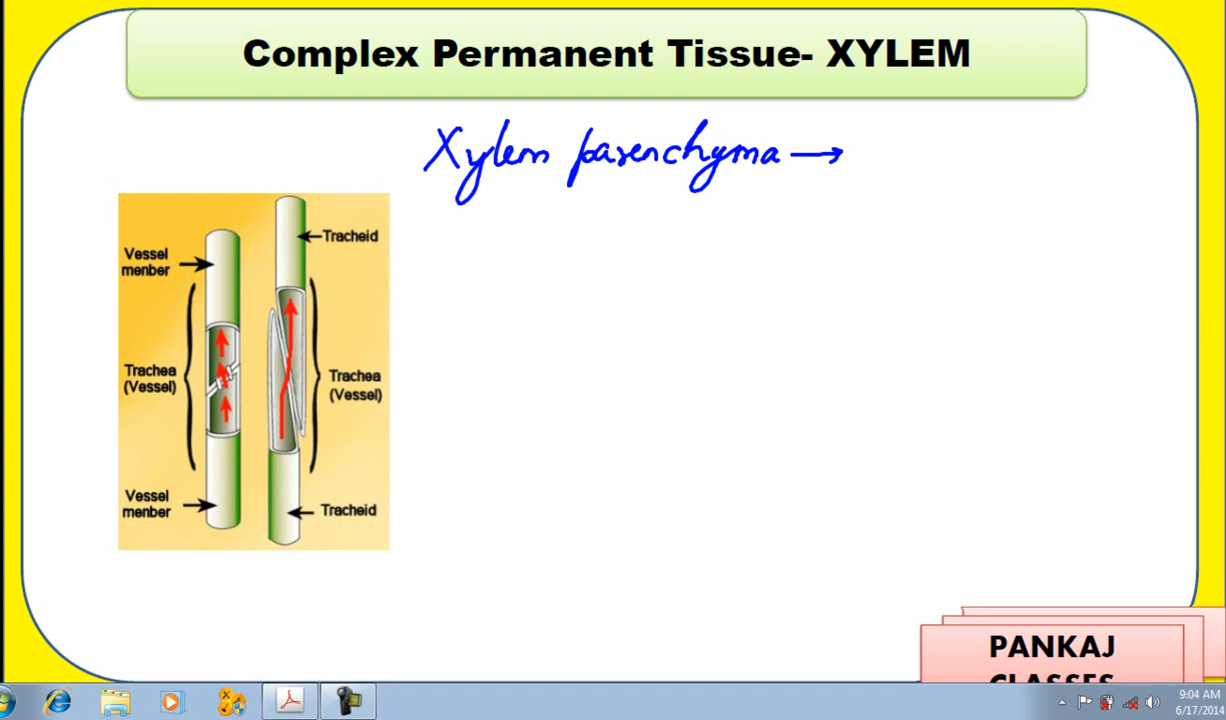 Complex Permanent Tissue- XYLEM
Xylem parenchyma →
Tracheid
Vessel
menber
Trachea
(Vessel)
Trachea
(Vessel)
Vessel
menber
Tracheid
PANKAJ
CLASSES
9:04 AM
6/17/2014